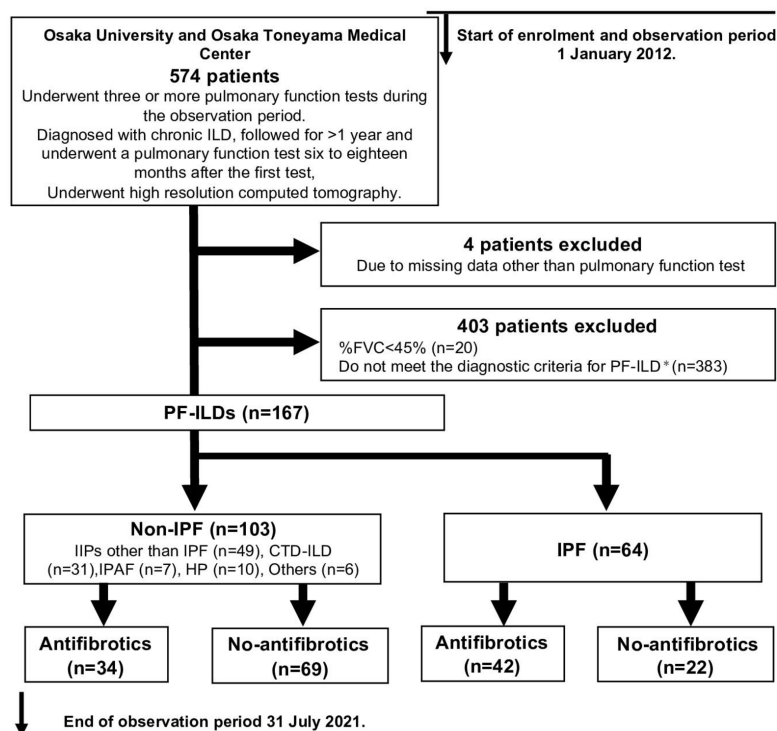 Osaka University and Osaka Toneyama Medical
Center
574 patients
Underwent three or more pulmonary function tests during
the observation period.
Diagnosed with chronic ILD, followed for >1 year and
underwent a pulmonary function test six to eighteen
months after the first test,
Underwent high resolution computed tomography.
Start of enrolment and observation period
1 January 2012.
4 patients excluded
Due to missing data other than pulmonary function test
403 patients excluded
%FVC<45% (n=20)
Do not meet the diagnostic criteria for PF-ILD*(n=383)
PF-ILDs (n=167)
Non-IPF (n=103)
IIPs other than IPF (n=49), CTD-ILD
(n=31),IPAF (n=7), HP (n=10), Others (n=6)
IPF (n=64)
Antifibrotics
(n=34)
No-antifibrotics
(n=69)
Antifibrotics
(n=42)
No-antifibrotics
(n=22)
End of observation period 31 July 2021.